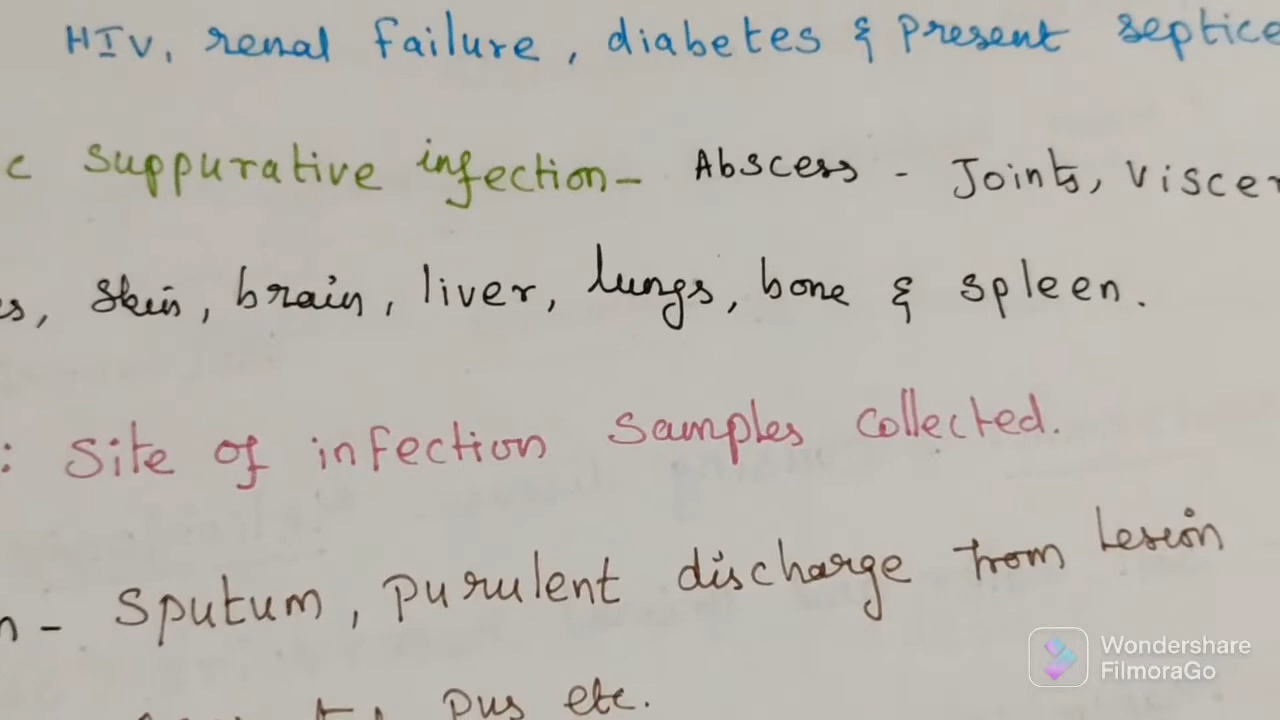 HIV, renal failure, diabetes & Present septice
c suppurative infection - Abscess - Joints, viscer
s, skin, brain, liver, lungs, bone & spleen.
: Site of infection samples collected.
n - Sputum, purulent discharge from Lesion
pus etc.
Wondershare
FilmoraGo